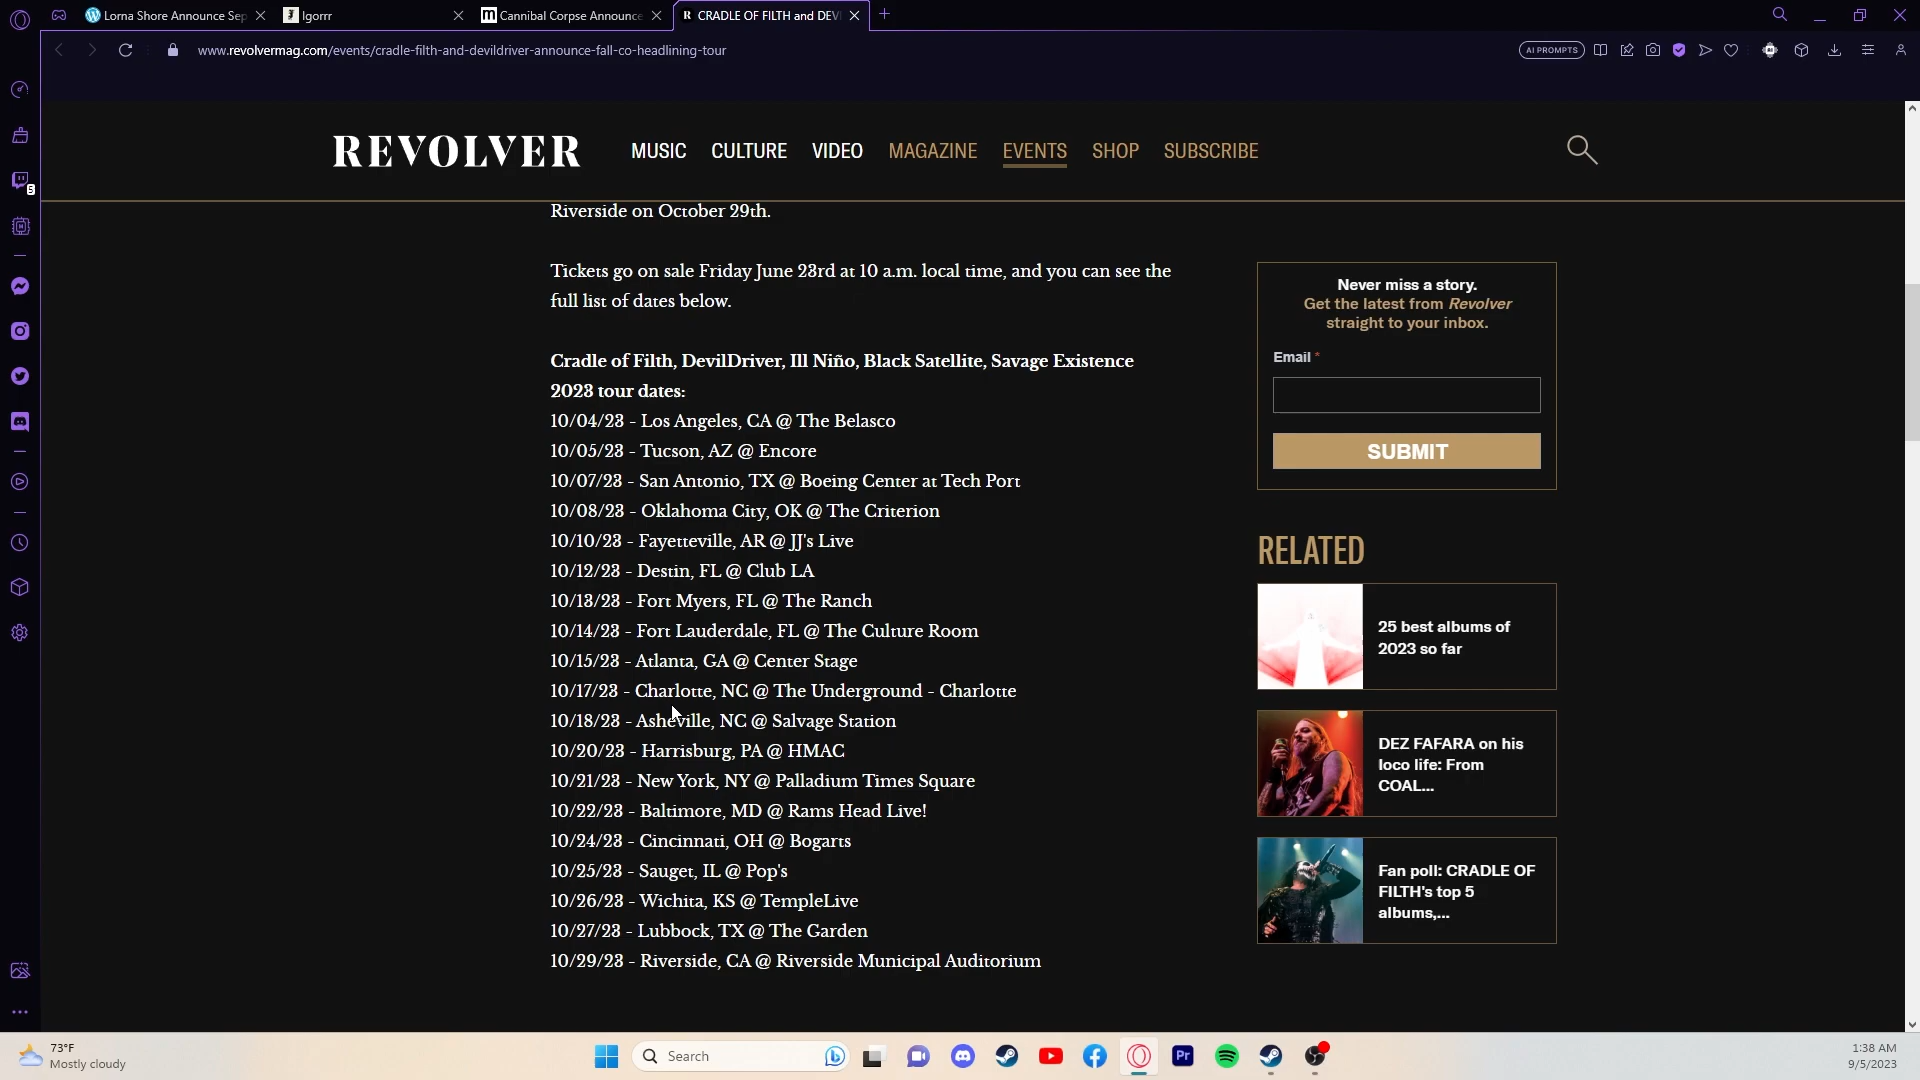 Lorna Shore Announce Sep
Igorrr
Cannibal Corpse Announce
R CRADLE OF FILTH and DEVI
www.revolvermag.com/events/cradle-filth-and-devildriver-announce-fall-co-headlining-tour
AI PROMPTS
REVOLVER
MUSIC CULTURE VIDEO MAGAZINE EVENTS SHOP SUBSCRIBE
5
Riverside on October 29th.
Tickets go on sale Friday June 23rd at 10 a.m. local time, and you can see the
full list of dates below.
Cradle of Filth, DevilDriver, Ill Niño, Black Satellite, Savage Existence
2023 tour dates:
10/04/23 - Los Angeles, CA @ The Belasco
10/05/23 - Tucson, AZ @ Encore
10/07/23 - San Antonio, TX @ Boeing Center at Tech Port
10/08/23 - Oklahoma City, OK @ The Criterion
10/10/23 - Fayetteville, AR @ JJ's Live
10/12/23 - Destin, FL @ Club LA
10/13/23 - Fort Myers, FL @ The Ranch
10/14/23 - Fort Lauderdale, FL @ The Culture Room
10/15/23 - Atlanta, GA @ Center Stage
10/17/23 - Charlotte, NC @ The Underground - Charlotte
10/18/23 - Asheville, NC @ Salvage Station
10/20/23 - Harrisburg, PA @ HMAC
10/21/23 - New York, NY @ Palladium Times Square
10/22/23 - Baltimore, MD @ Rams Head Live!
10/24/23 - Cincinnati, OH @ Bogarts
10/25/23 - Sauget, IL @ Pop's
10/26/23 - Wichita, KS @ TempleLive
10/27/23 - Lubbock, TX @ The Garden
10/29/23 - Riverside, CA @ Riverside Municipal Auditorium
Never miss a story.
Get the latest from Revolver
straight to your inbox.
Email *
SUBMIT
RELATED
25 best albums of
2023 so far
DEZ FAFARA on his
loco life: From
COAL...
Fan poll: CRADLE OF
FILTH's top 5
albums,...
73°F
Mostly cloudy
Search
Pr
1:38 AM
9/5/2023